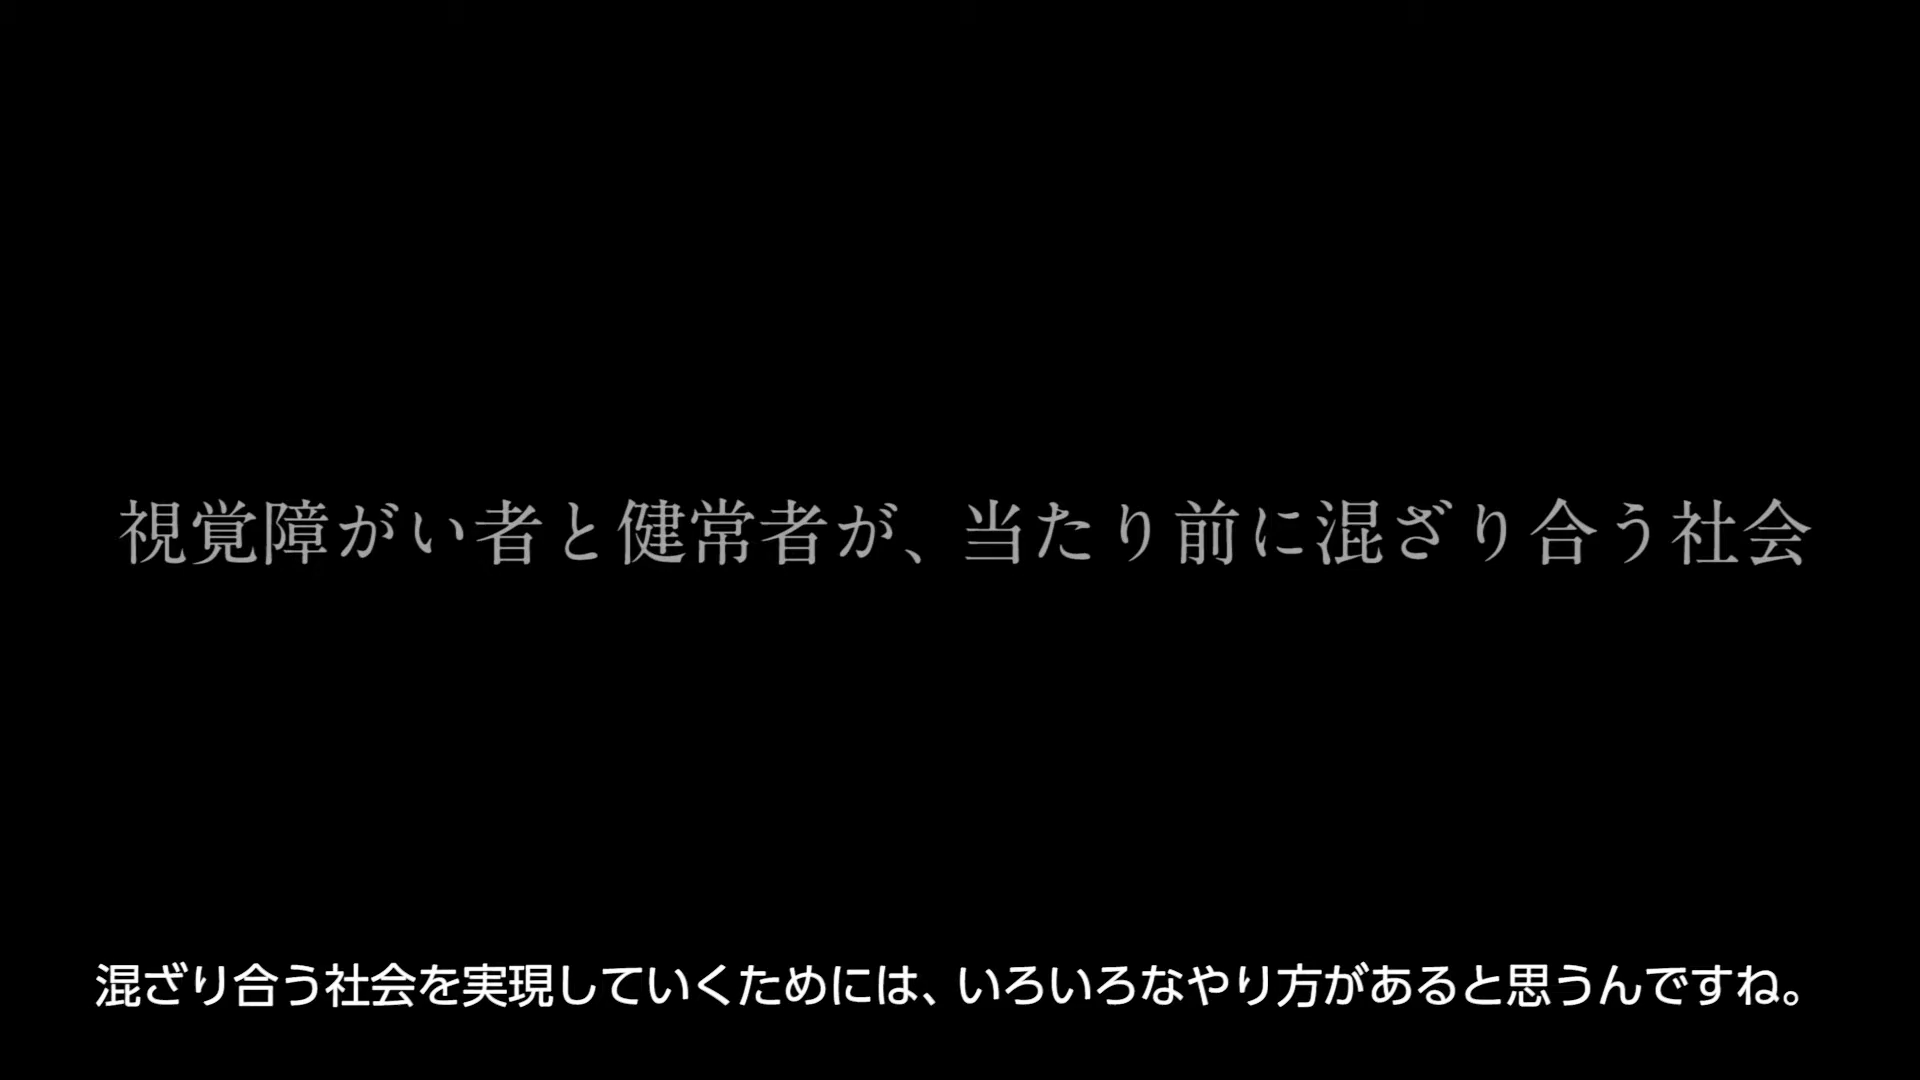 視覚障がい者と健常者が、当たり前に混ざり合う社会
混ざり合う社会を実現していくためには、いろいろなやり方があると思うんですね。